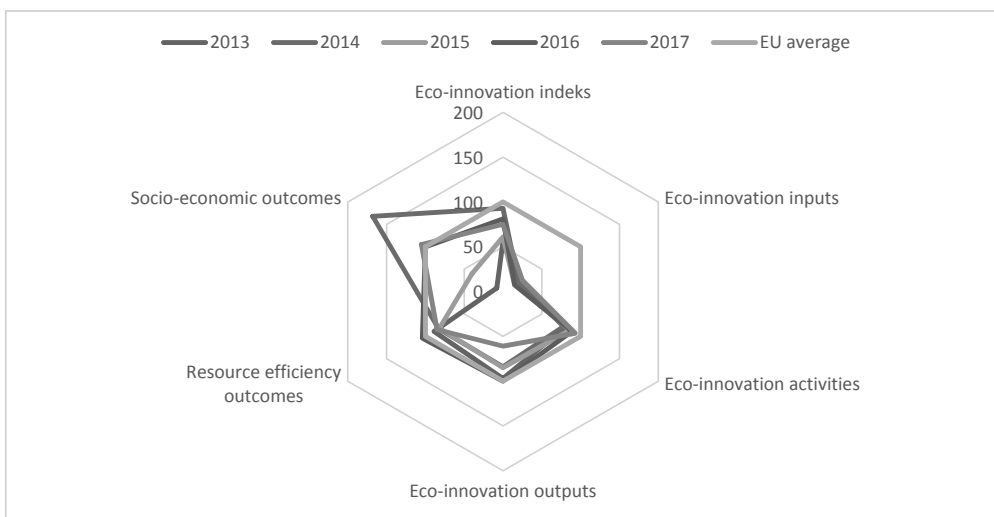 2013 2014 2015 2016 2017 EU average
Eco-innovation indeks
200
150
100
50
0
Socio-economic outcomes
Eco-innovation inputs
Resource efficiency
outcomes
Eco-innovation activities
Eco-innovation outputs